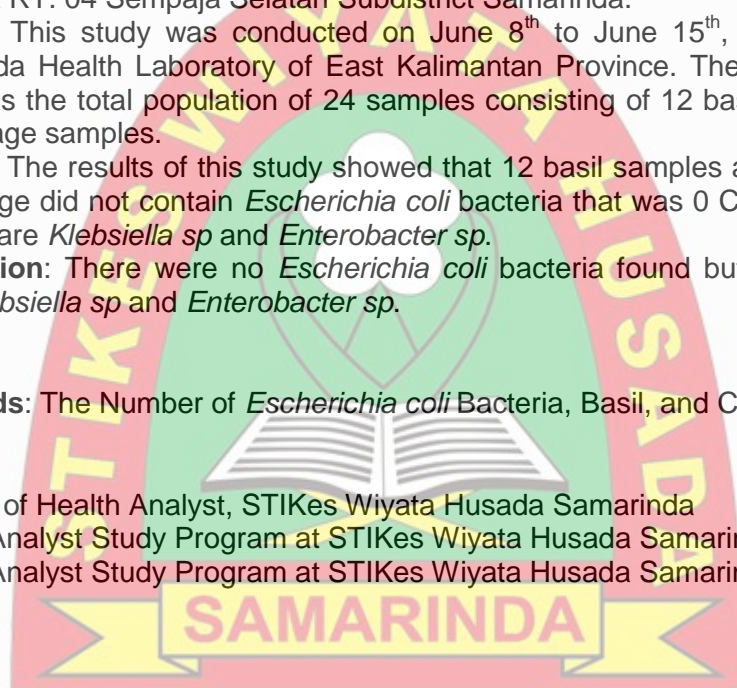 RT. 04 Sempaja Selatan Subdistrict Samarinda.
This study was conducted on June 8th to June 15th,
da Health Laboratory of East Kalimantan Province. The
s the total population of 24 samples consisting of 12 bas
age samples.
The results of this study showed that 12 basil samples a
ge did not contain Escherichia coli bacteria that was 0 C
are Klebsiella sp and Enterobacter sp.
ion: There were no Escherichia coli bacteria found bu
bsiella sp and Enterobacter sp.
ds: The Number of Escherichia coli Bacteria, Basil, and C
of Health Analyst, STIKes Wiyata Husada Samarinda
Analyst Study Program at STIKes Wiyata Husada Samarin
Analyst Study Program at STIKes Wiyata Husada Samarin
STIKES WIYATA HUSADA
SAMARINDA